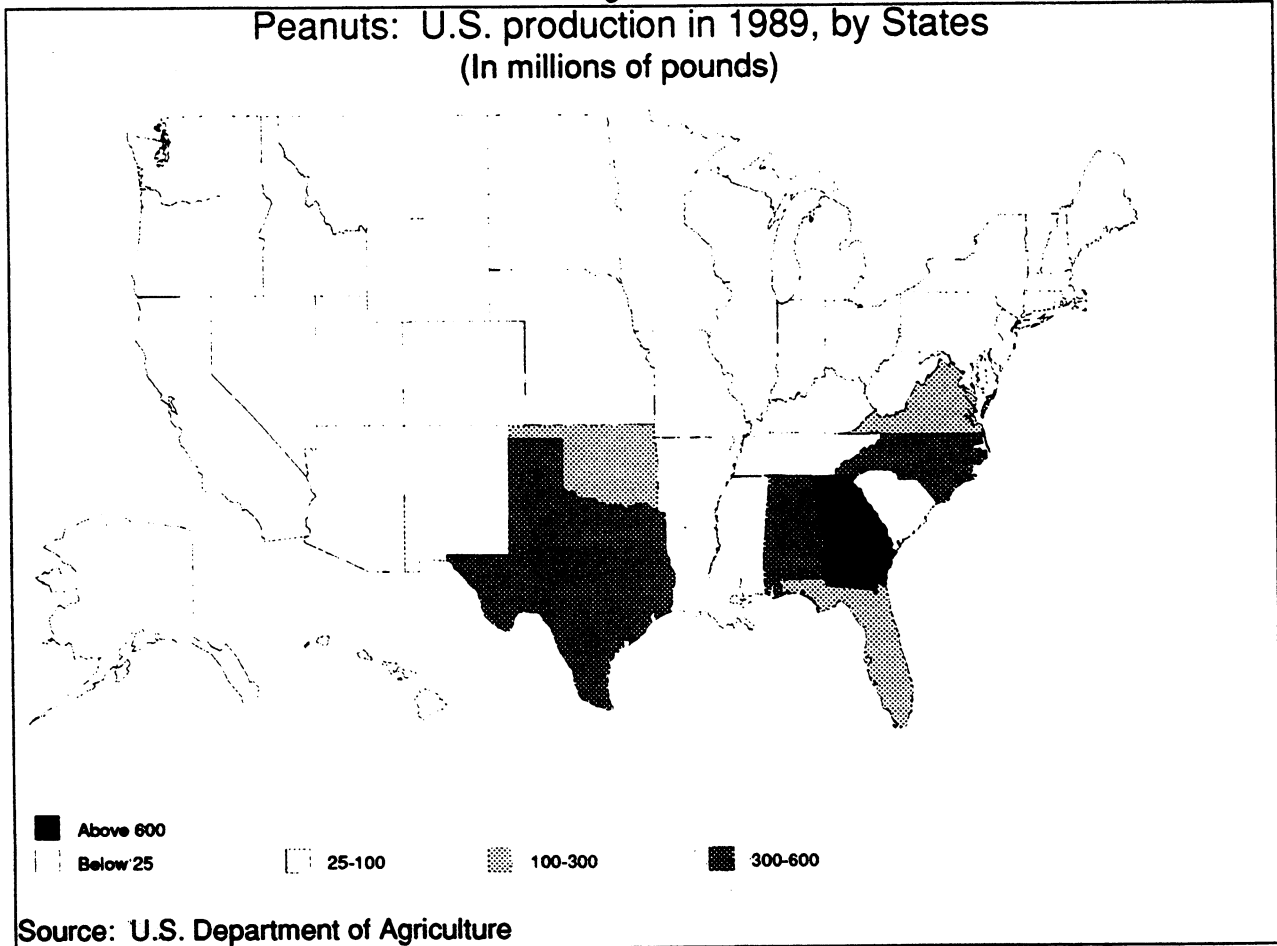 Peanuts: U.S. production in 1989, by States
(In millions of pounds)
Above 600
Below 25
25-100
100-300
300-600
Source: U.S. Department of Agriculture